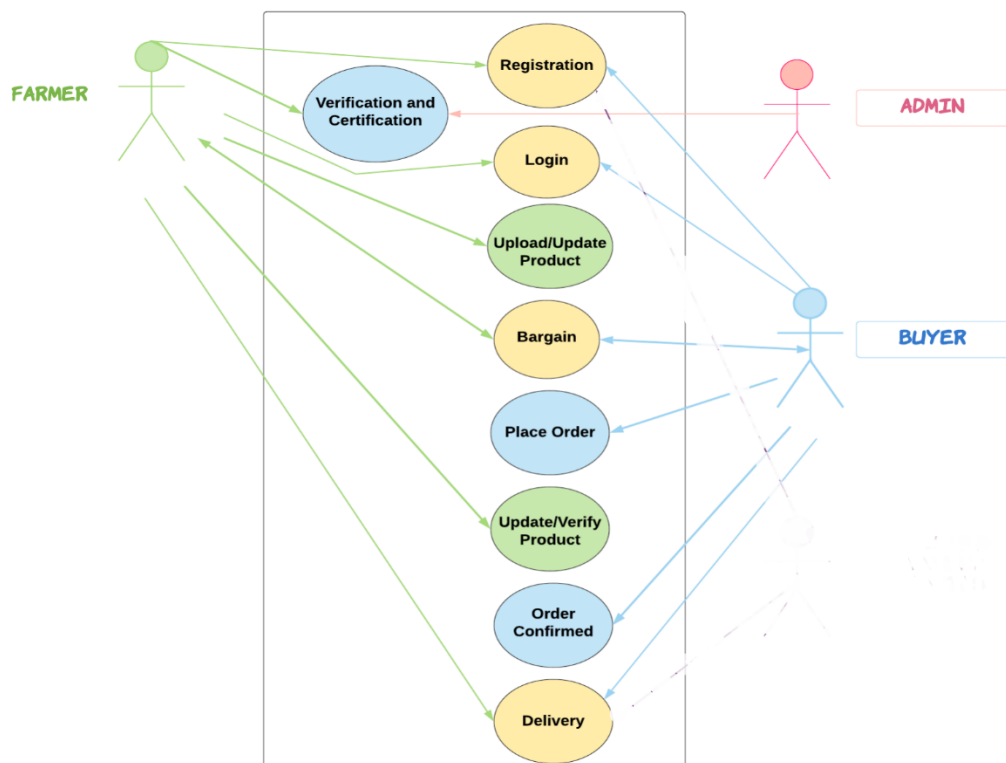 FARMER
Registration
Verification and
Certification
ADMIN
Login
Upload/Update
Product
Bargain
BUYER
Place Order
Update/Verify
Product
Order
Confirmed
Delivery